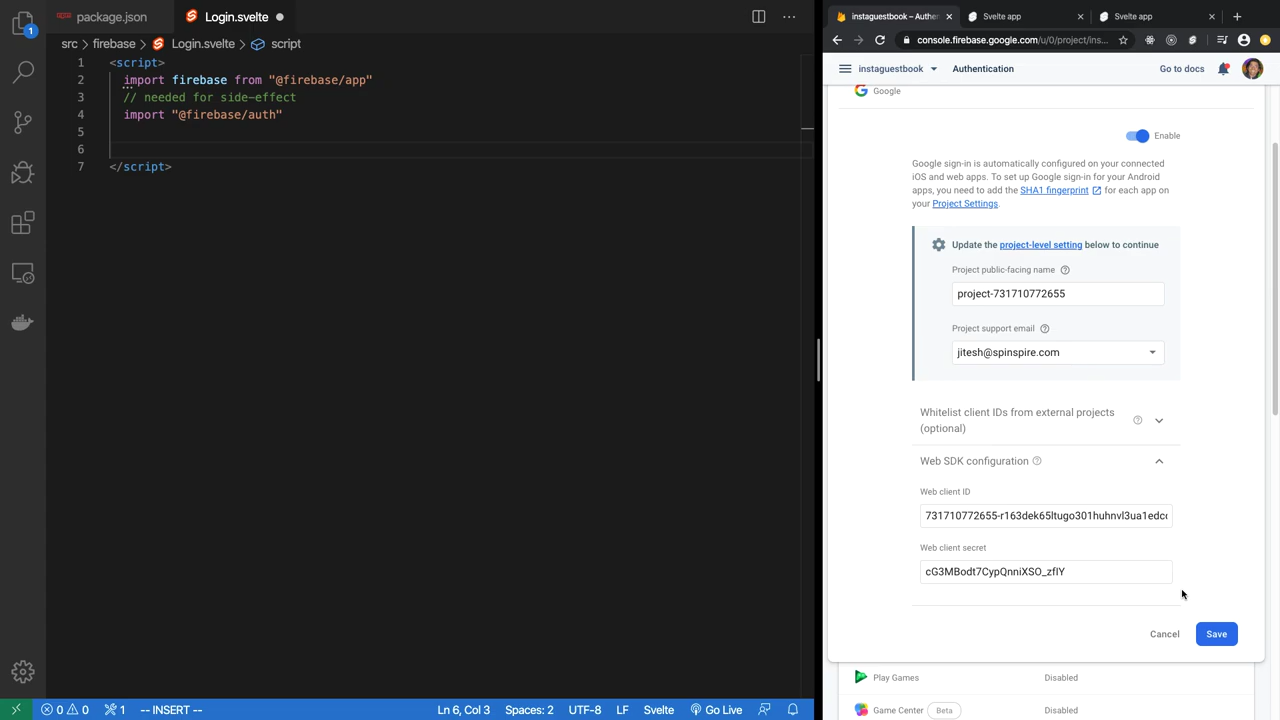 package.json
Login.svelte
src > firebase > Login.svelte > script
1 <script>
2 import firebase from "@firebase/app"
3 // needed for side-effect
4 import "@firebase/auth"
5
6
7 </script>
1
0 0 1 -- INSERT -- Ln 6, Col 3 Spaces: 2 UTF-8 LF Svelte Go Live
instaguestbook – Authen
Svelte app
Svelte app
console.firebase.google.com/u/0/project/ins...
instaguestbook Authentication Go to docs
Google
Enable
Google sign-in is automatically configured on your connected
iOS and web apps. To set up Google sign-in for your Android
apps, you need to add the SHA1 fingerprint for each app on
your Project Settings.
Update the project-level setting below to continue
Project public-facing name
project-731710772655
Project support email
jitesh@spinspire.com
Whitelist client IDs from external projects
(optional)
Web SDK configuration
Web client ID
Web client secret
Cancel Save
Play Games Disabled
Game Center Beta Disabled